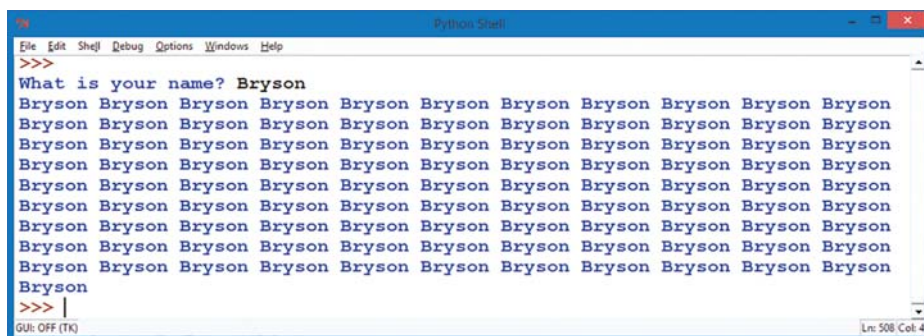 Python Shell
File Edit Shell Debug Options Windows Help
>>>
What is your name? Bryson
Bryson Bryson Bryson Bryson Bryson Bryson Bryson Bryson Bryson Bryson Bryson
Bryson Bryson Bryson Bryson Bryson Bryson Bryson Bryson Bryson Bryson Bryson
Bryson Bryson Bryson Bryson Bryson Bryson Bryson Bryson Bryson Bryson Bryson
Bryson Bryson Bryson Bryson Bryson Bryson Bryson Bryson Bryson Bryson Bryson
Bryson Bryson Bryson Bryson Bryson Bryson Bryson Bryson Bryson Bryson Bryson
Bryson Bryson Bryson Bryson Bryson Bryson Bryson Bryson Bryson Bryson Bryson
Bryson Bryson Bryson Bryson Bryson Bryson Bryson Bryson Bryson Bryson Bryson
Bryson Bryson Bryson Bryson Bryson Bryson Bryson Bryson Bryson Bryson Bryson
Bryson Bryson Bryson Bryson Bryson Bryson Bryson Bryson Bryson Bryson Bryson
Bryson
>>>
GUI: OFF (TK) Ln: 508 Col: 4